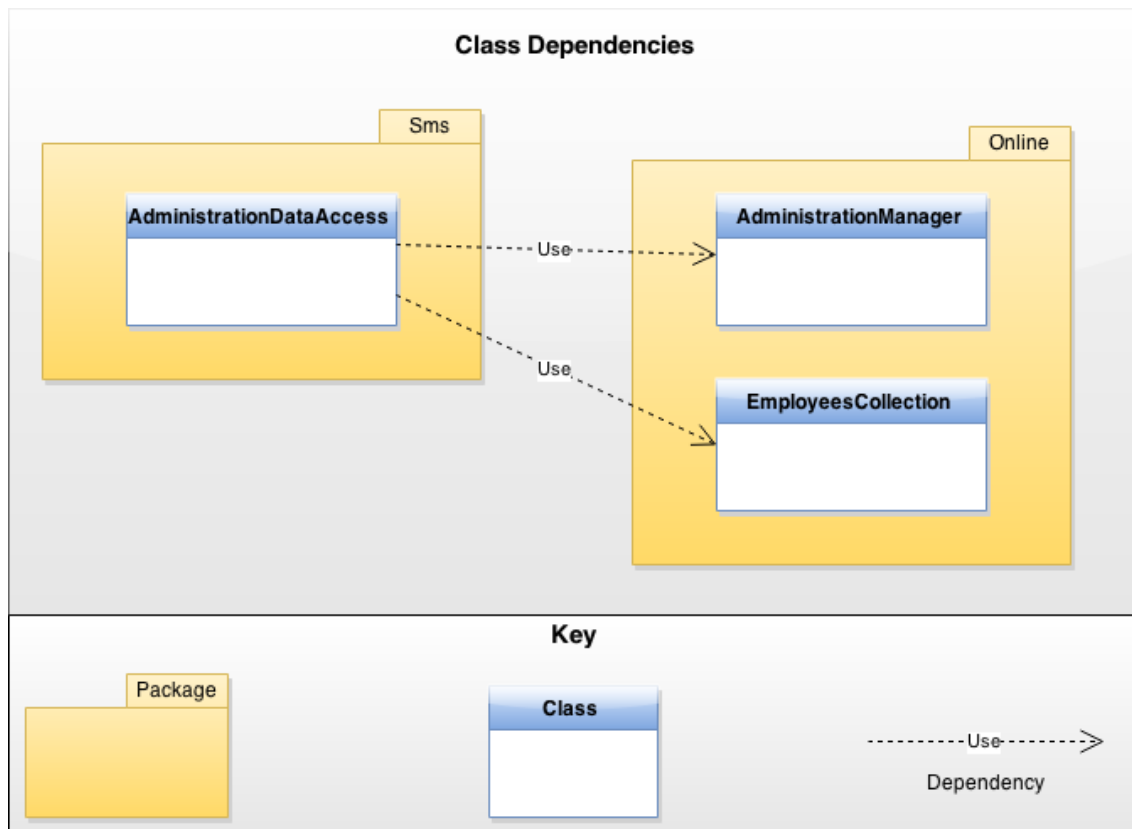 Class Dependencies
Sms
Online
AdministrationDataAccess
AdministrationManager
Use
Use
EmployeesCollection
Key
Package
Class
Use
Dependency